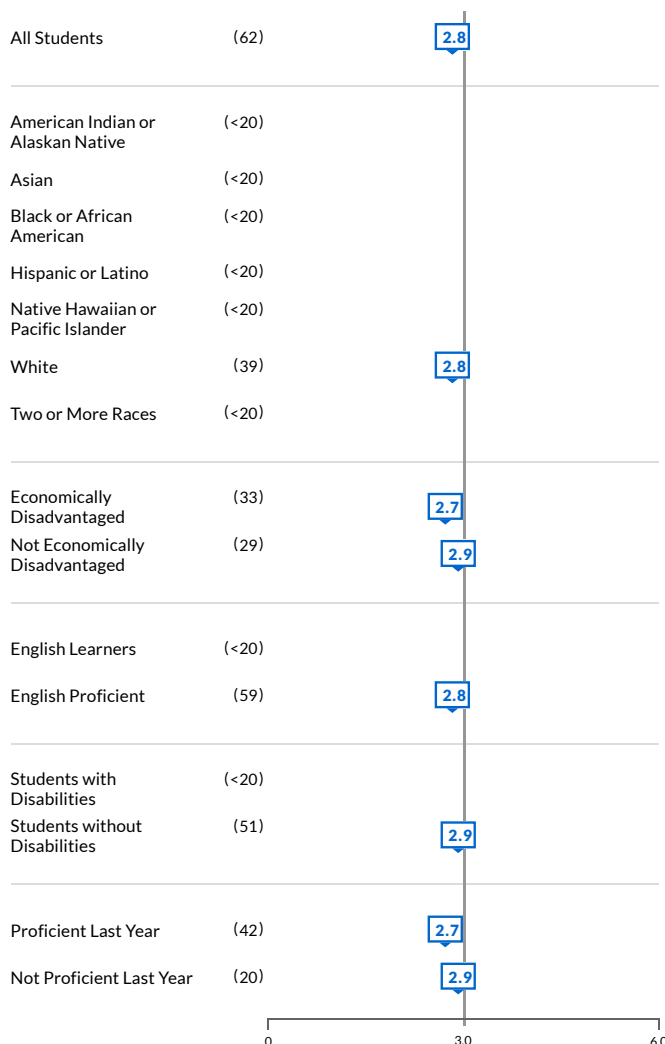 All Students (62) 2.8
American Indian or (<20)
Alaskan Native
Asian (<20)
Black or African (<20)
American
Hispanic or Latino (<20)
Native Hawaiian or (<20)
Pacific Islander
White (39) 2.8
Two or More Races (<20)
Economically (33) 2.7
Disadvantaged
Not Economically (29) 2.9
Disadvantaged
English Learners (<20)
English Proficient (59) 2.8
Students with (<20)
Disabilities
Students without (51) 2.9
Disabilities
Proficient Last Year (42) 2.7
Not Proficient Last Year (20) 2.9
0 3.0 6.0